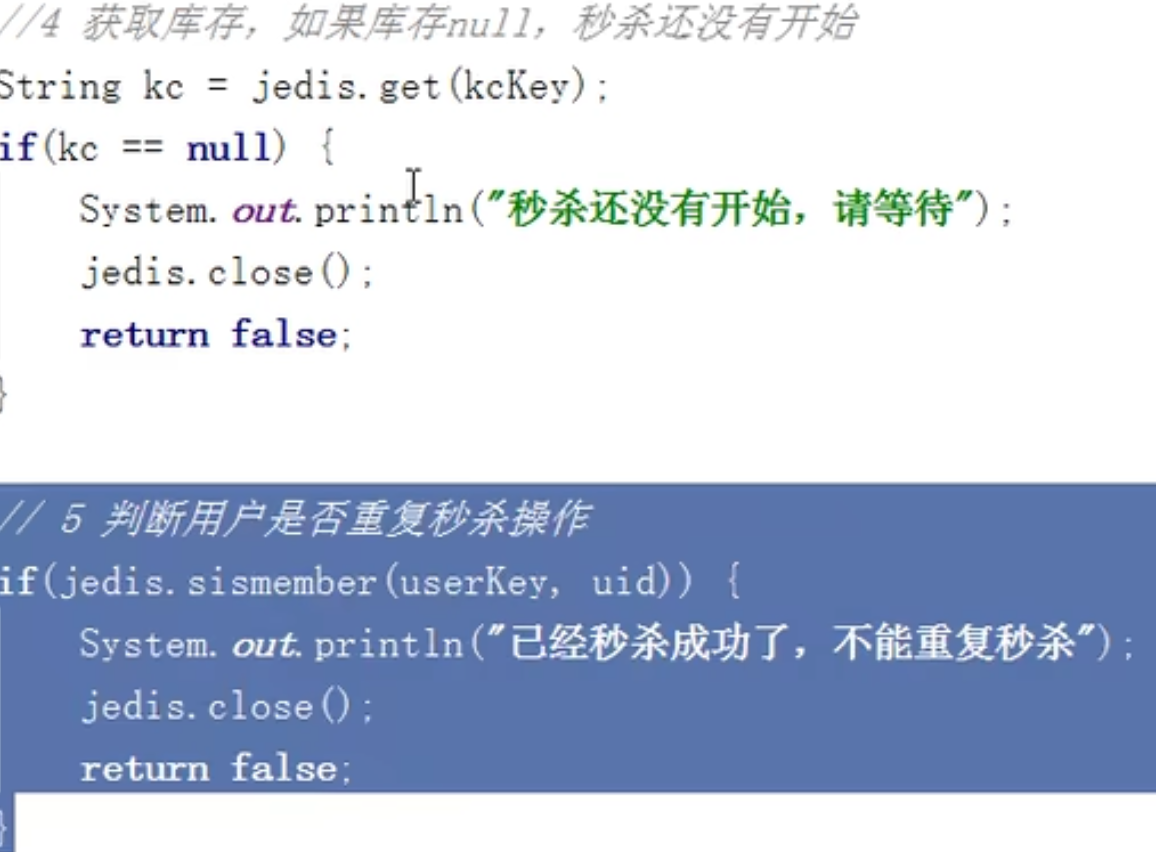 //4 获取库存，如果库存null，秒杀还没有开始
String kc = jedis.get(kcKey);
if(kc == null) {
System.out.println("秒杀还没有开始，请等待");
jedis.close();
return false;
}
// 5 判断用户是否重复秒杀操作
if(jedis.sismember(userKey, uid)) {
System.out.println("已经秒杀成功了，不能重复秒杀");
jedis.close();
return false;
}